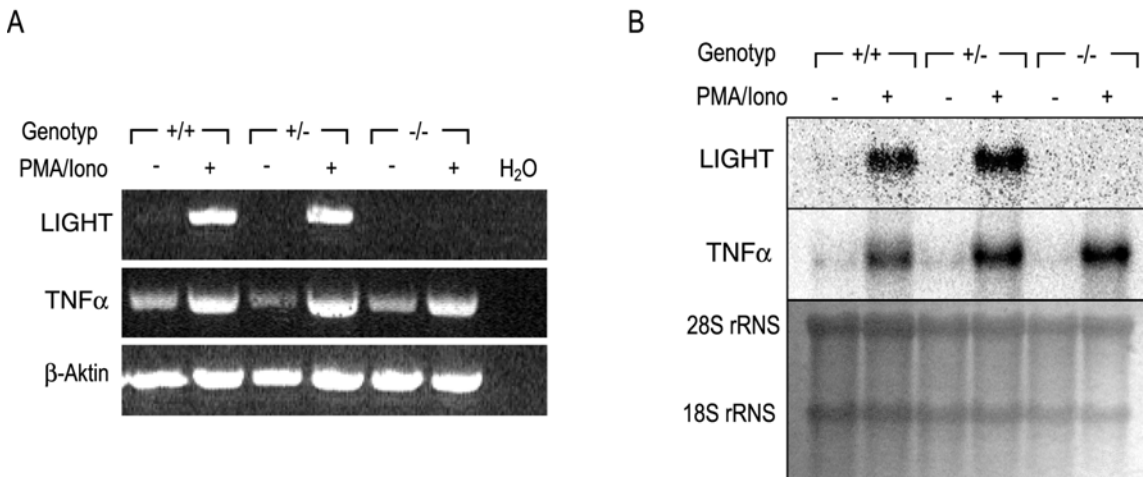 A
Genotyp +/+ +/- -/-
PMA/Iono - + - + - + H₂O
LIGHT
TNFα
β-Aktin
B
Genotyp +/+ +/- -/-
PMA/Iono - + - + - +
LIGHT
TNFα
28S rRNS
18S rRNS